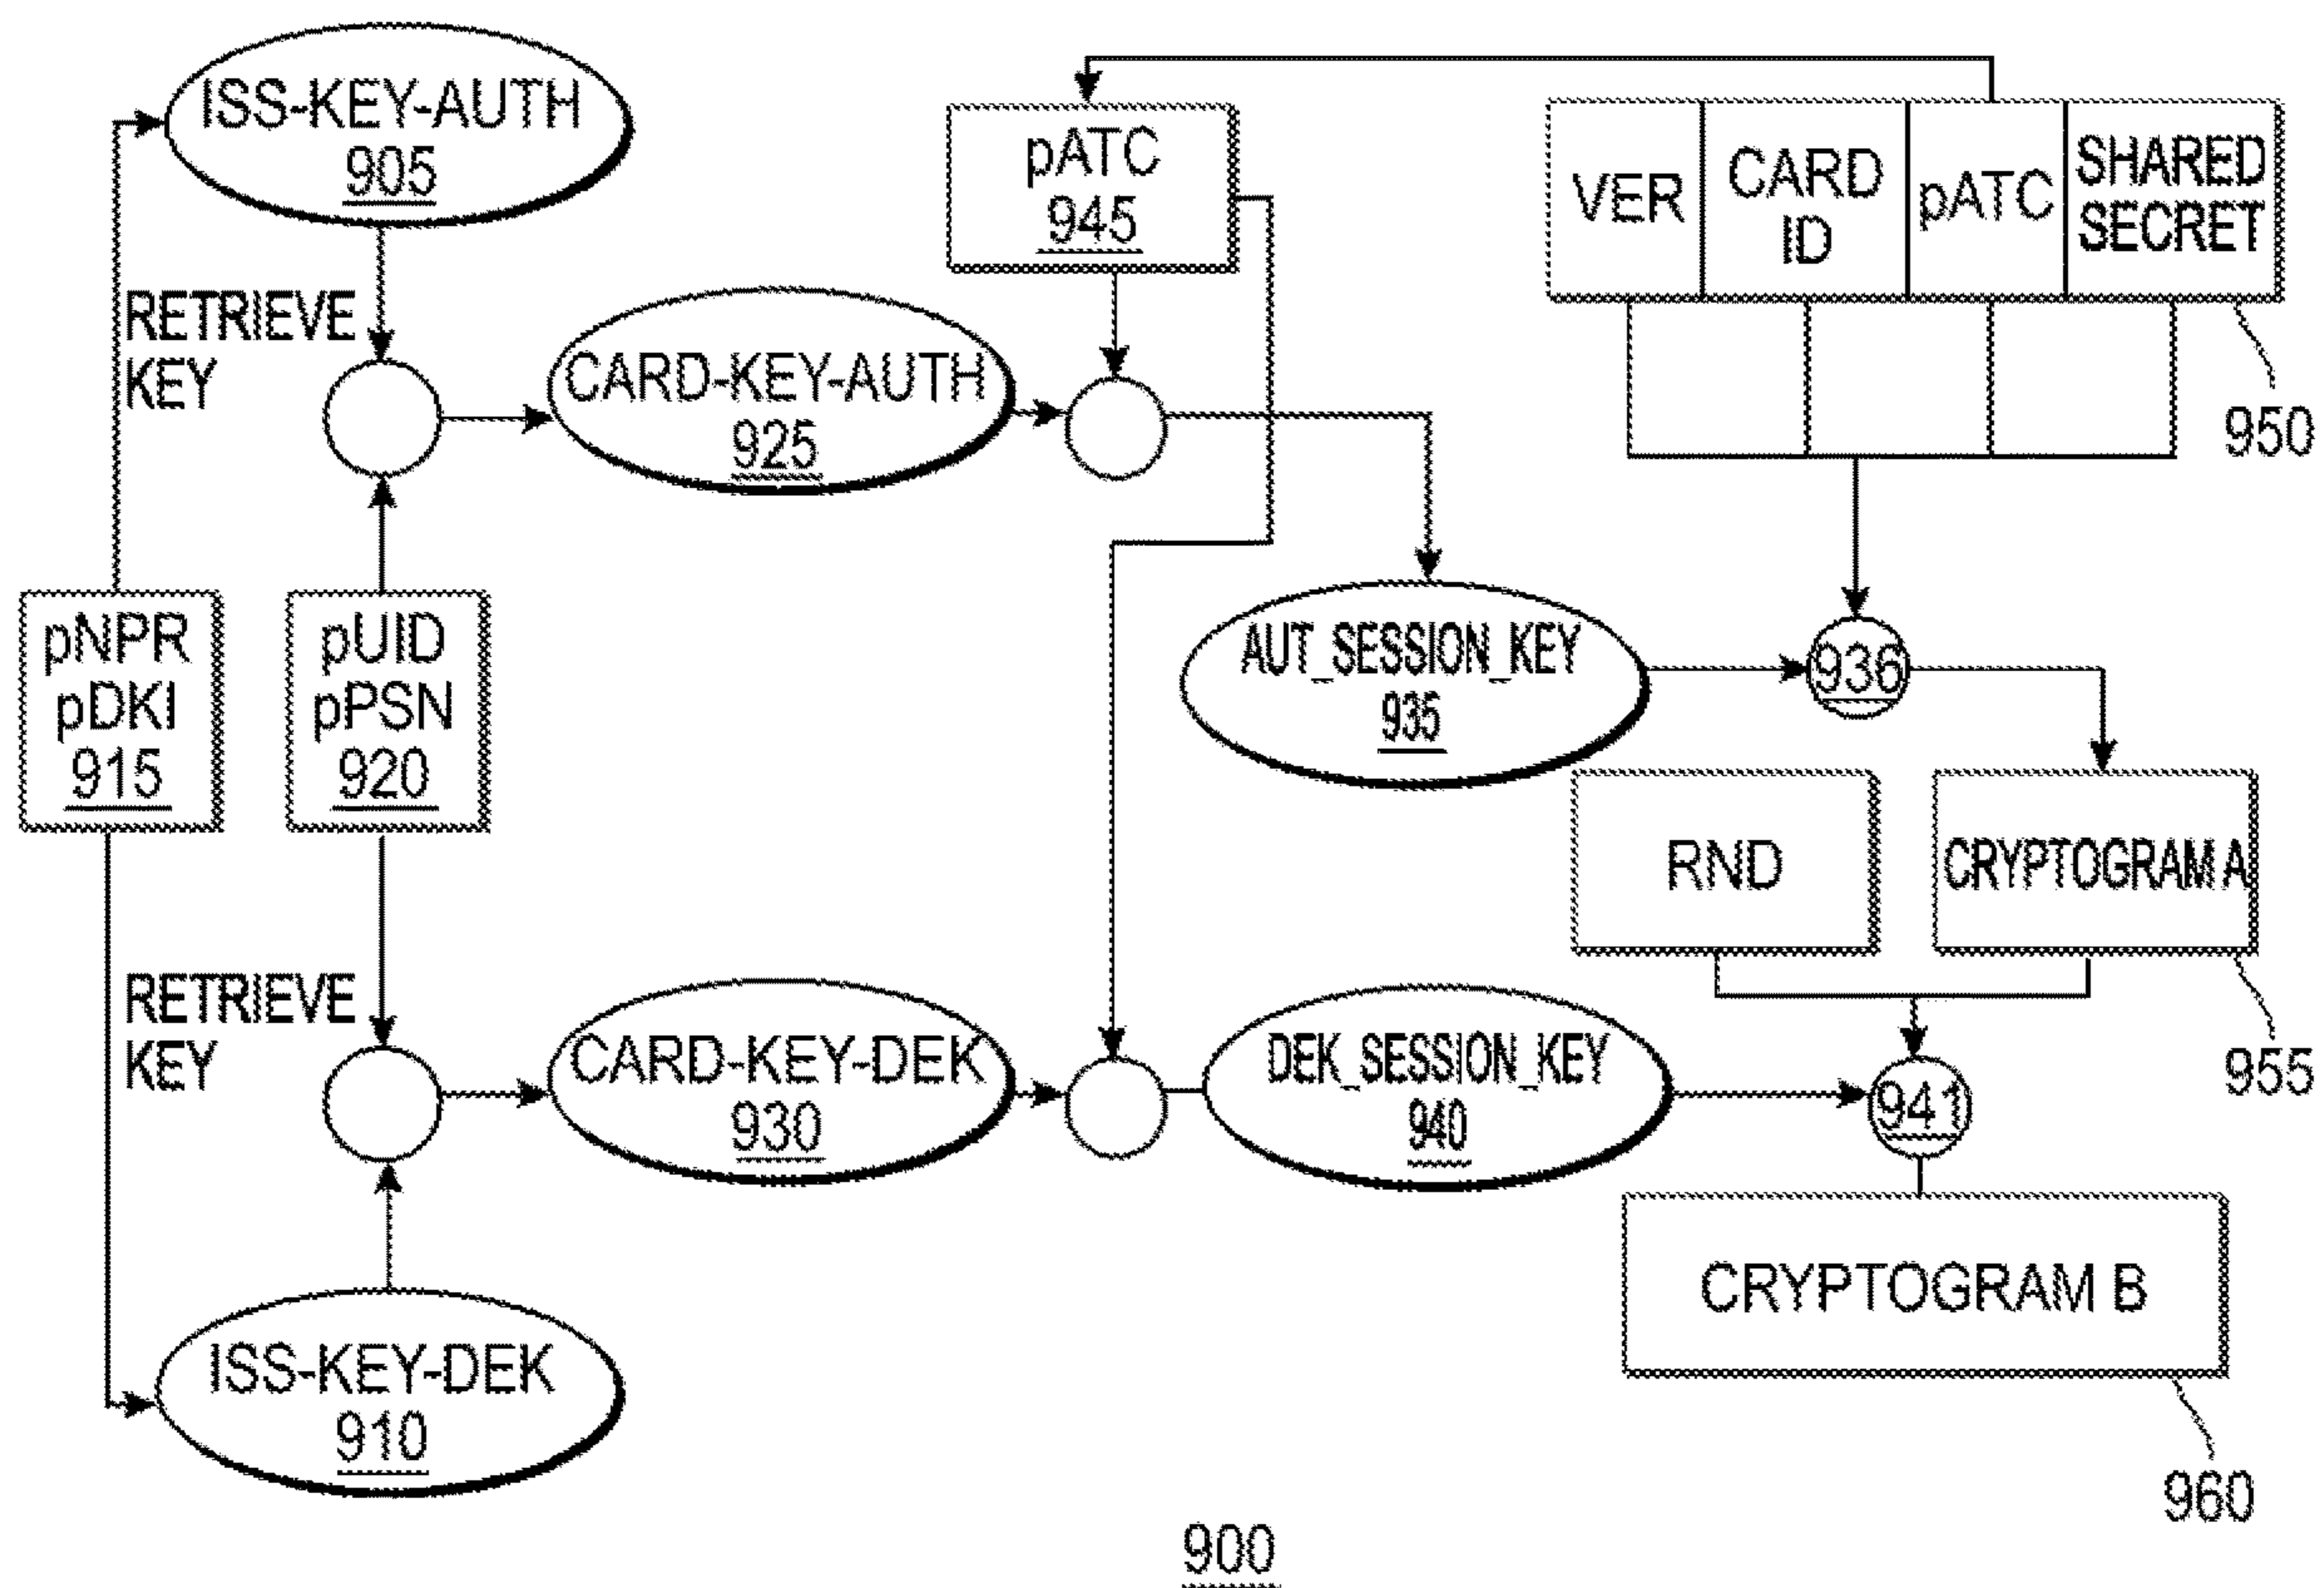 ISS-KEY-AUTH
905
pATC
945
VER
CARD
ID
pATC
SHARED
SECRET
950
RETRIEVE
KEY
CARD-KEY-AUTH
925
pNPR
pDKI
915
pUID
pPSN
920
AUT_SESSION_KEY
935
936
RND
CRYPTOGRAM A
955
RETRIEVE
KEY
CARD-KEY-DEK
930
DEK_SESSION_KEY
940
941
CRYPTOGRAM B
960
ISS-KEY-DEK
910
900